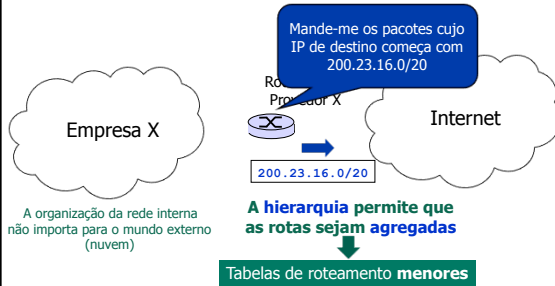 Mande-me os pacotes cujo
IP de destino começa com
200.23.16.0/20
Provedor X
Empresa X
Internet
200.23.16.0/20
A organização da rede interna
não importa para o mundo externo
(nuvem)
A hierarquia permite que
as rotas sejam agregadas
Tabelas de roteamento menores